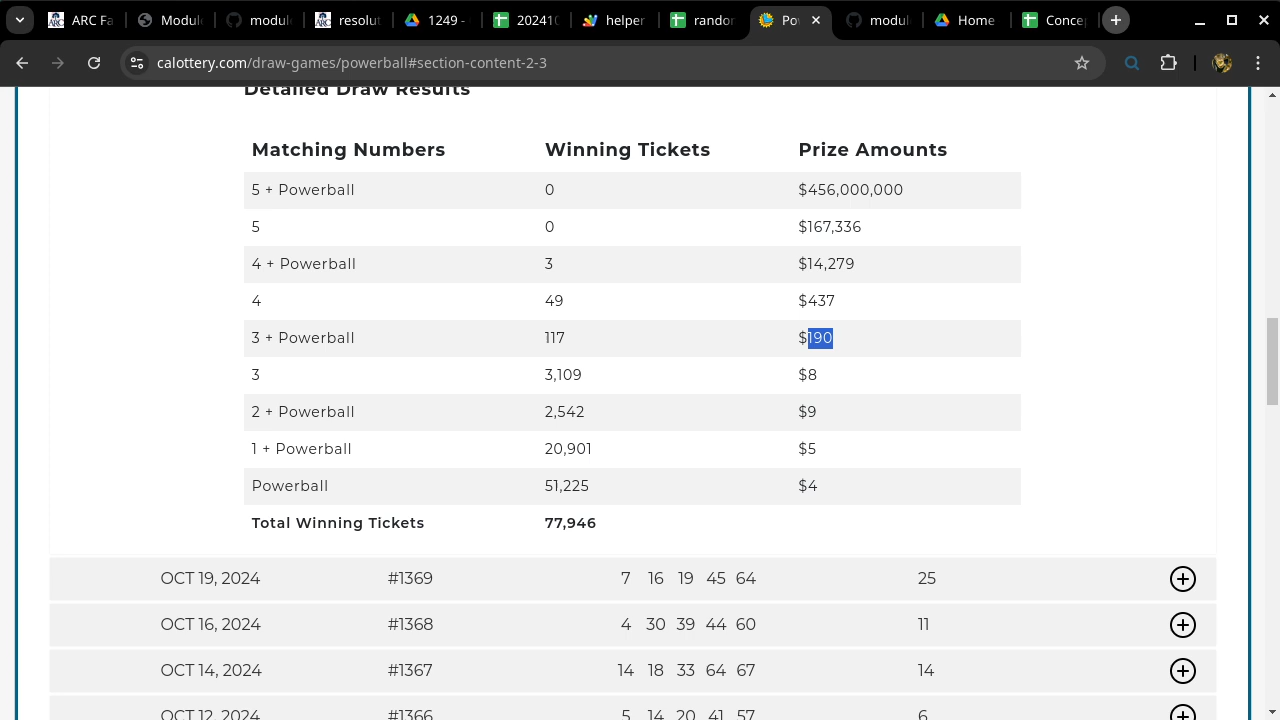 ARC Fa
Modul
modul
resolut
1249 -
202410
helper
random
Po
modul
Home
Conce
calottery.com/draw-games/powerball#section-content-2-3
Detailed Draw Results
Matching Numbers Winning Tickets Prize Amounts
5 + Powerball 0 $456,000,000
5 0 $167,336
4 + Powerball 3 $14,279
4 49 $437
3 + Powerball 117 $190
3 3,109 $8
2 + Powerball 2,542 $9
1 + Powerball 20,901 $5
Powerball 51,225 $4
Total Winning Tickets 77,946
OCT 19, 2024 #1369 7 16 19 45 64 25
OCT 16, 2024 #1368 4 30 39 44 60 11
OCT 14, 2024 #1367 14 18 33 64 67 14
OCT 12, 2024 #1366 5 14 20 41 57 6